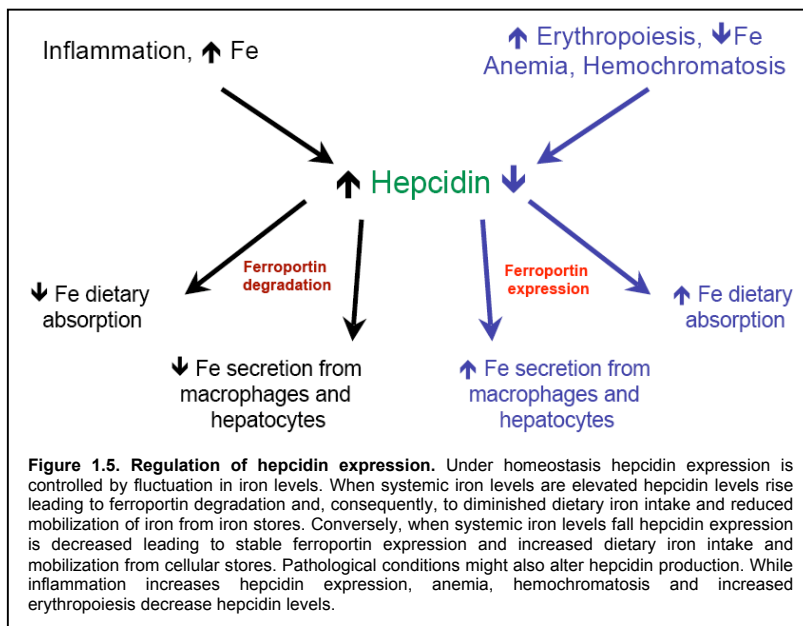 Inflammation, ↑ Fe
↑ Erythropoiesis, ↓Fe
Anemia, Hemochromatosis
↑ Hepcidin ↓
Ferroportin
degradation
Ferroportin
expression
↓ Fe dietary
absorption
↑ Fe dietary
absorption
↓ Fe secretion from
macrophages and
hepatocytes
↑ Fe secretion from
macrophages and
hepatocytes
Figure 1.5. Regulation of hepcidin expression. Under homeostasis hepcidin expression is
controlled by fluctuation in iron levels. When systemic iron levels are elevated hepcidin levels rise
leading to ferroportin degradation and, consequently, to diminished dietary iron intake and reduced
mobilization of iron from iron stores. Conversely, when systemic iron levels fall hepcidin expression
is decreased leading to stable ferroportin expression and increased dietary iron intake and
mobilization from cellular stores. Pathological conditions might also alter hepcidin production. While
inflammation increases hepcidin expression, anemia, hemochromatosis and increased
erythropoiesis decrease hepcidin levels.